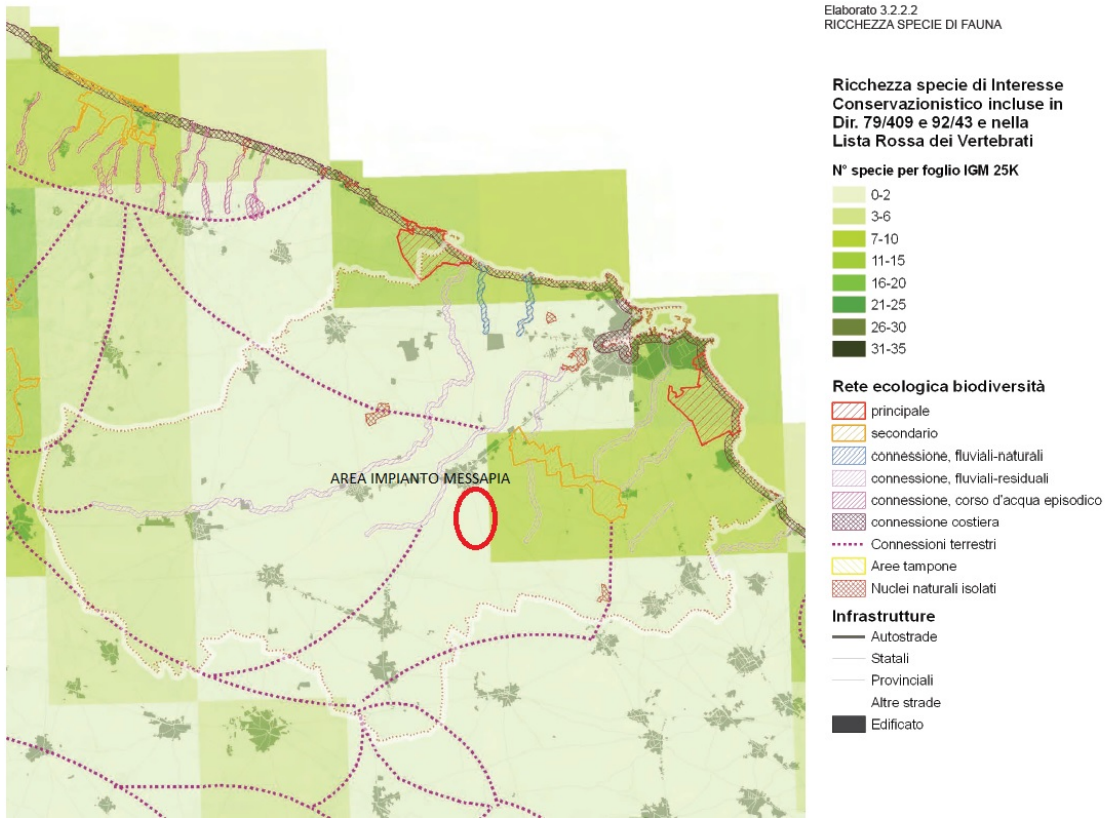 Elaborato 3.2.2.2
RICCHEZZA SPECIE DI FAUNA
Ricchezza specie di Interesse
Conservazionistico incluse in
Dir. 79/409 e 92/43 e nella
Lista Rossa dei Vertebrati
N° specie per foglio IGM 25K
0-2
3-6
7-10
11-15
16-20
21-25
26-30
31-35
Rete ecologica biodiversità
principale
secondario
connessione, fluviali-naturali
connessione, fluviali-residuali
connessione, corso d'acqua episodico
connessione costiera
Connessioni terrestri
Aree tampone
Nuclei naturali isolati
Infrastrutture
Autostrade
Statali
Provinciali
Altre strade
Edificato
AREA IMPIANTO MESSAPIA